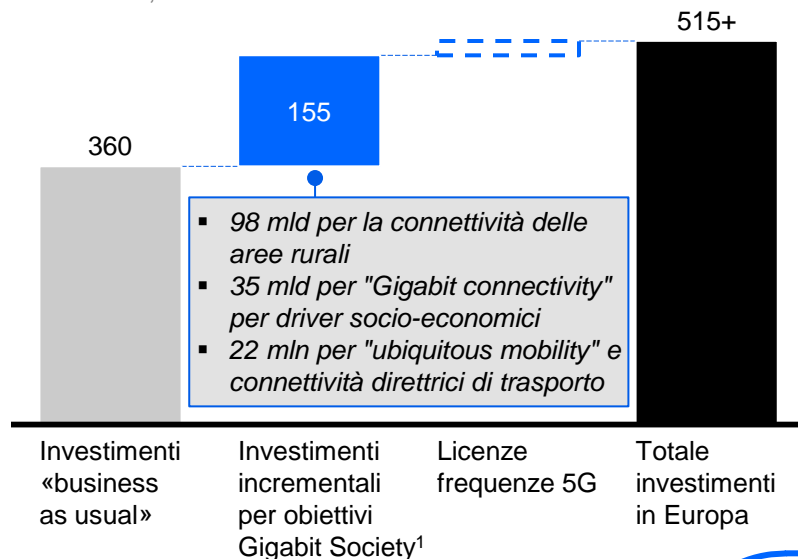 515+
155
360
▪ 98 mld per la connettività delle
aree rurali
▪ 35 mld per "Gigabit connectivity"
per driver socio-economici
▪ 22 mln per "ubiquitous mobility" e
connettività direttrici di trasporto
Investimenti
«business
as usual»
Investimenti
incrementali
per obiettivi
Gigabit Society¹
Licenze
frequenze 5G
Totale
investimenti
in Europa